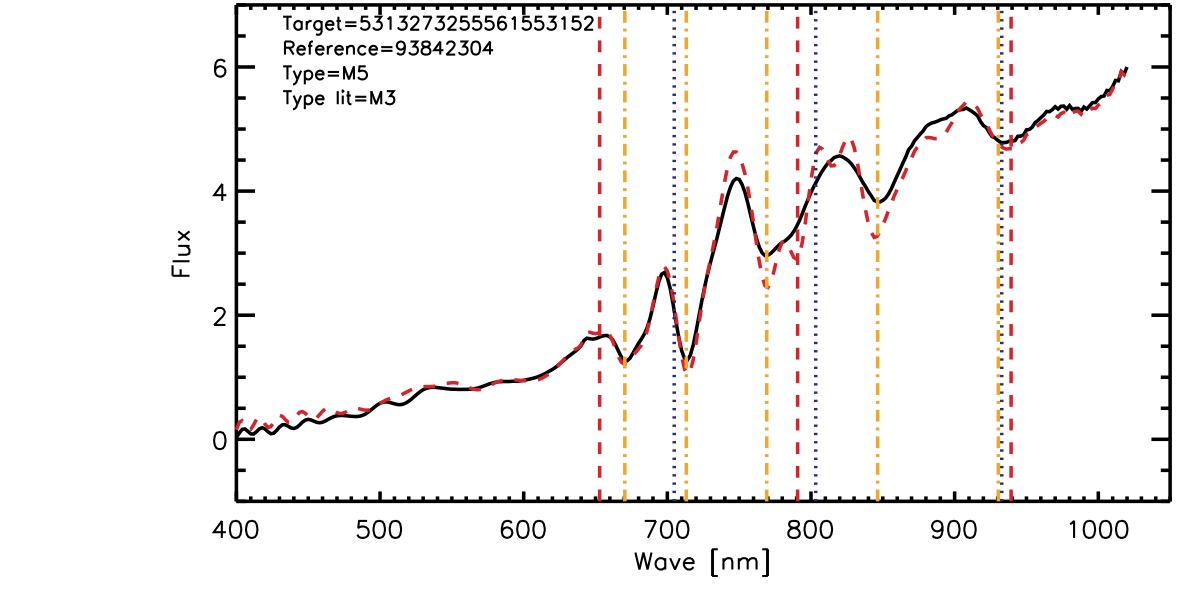 Target=5313273255561553152
Reference=93842304
Type=M5
Type lit=M3
6
4
2
0
Flux
400 500 600 700 800 900 1000
Wave [nm]